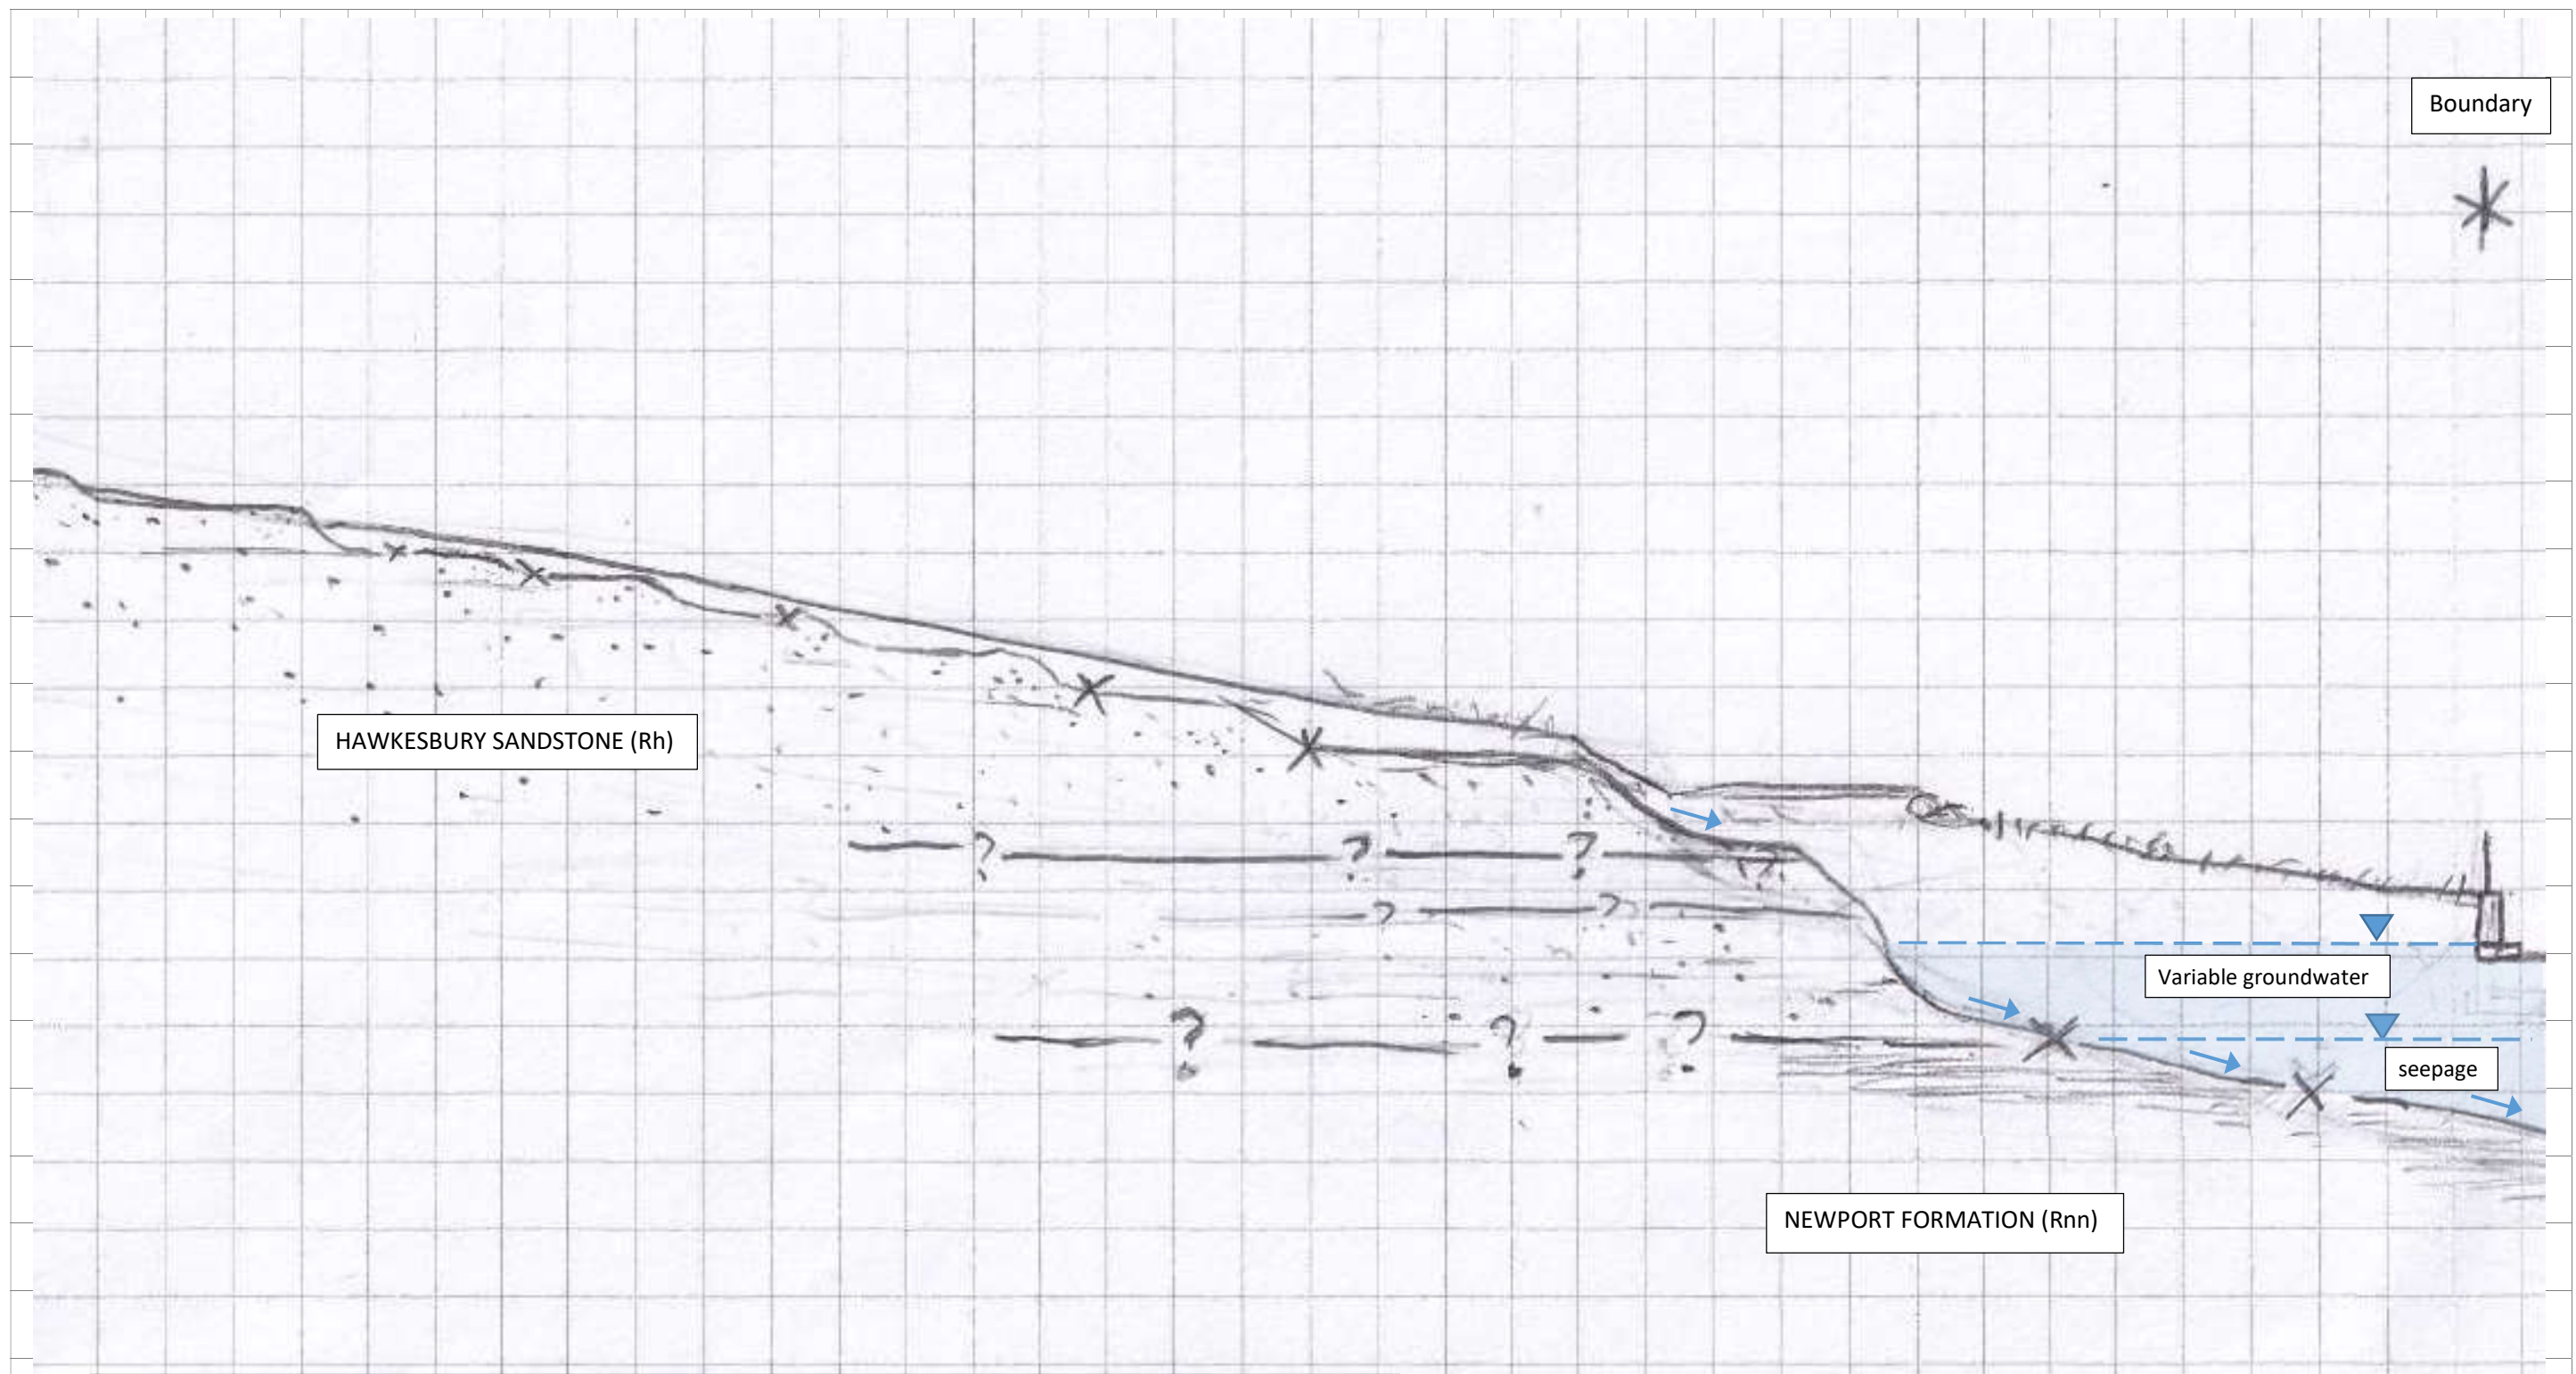 Boundary
HAWKESBURY SANDSTONE (Rh)
? ? ?
? ?
Variable groundwater
? ? ?
seepage
NEWPORT FORMATION (Rnn)